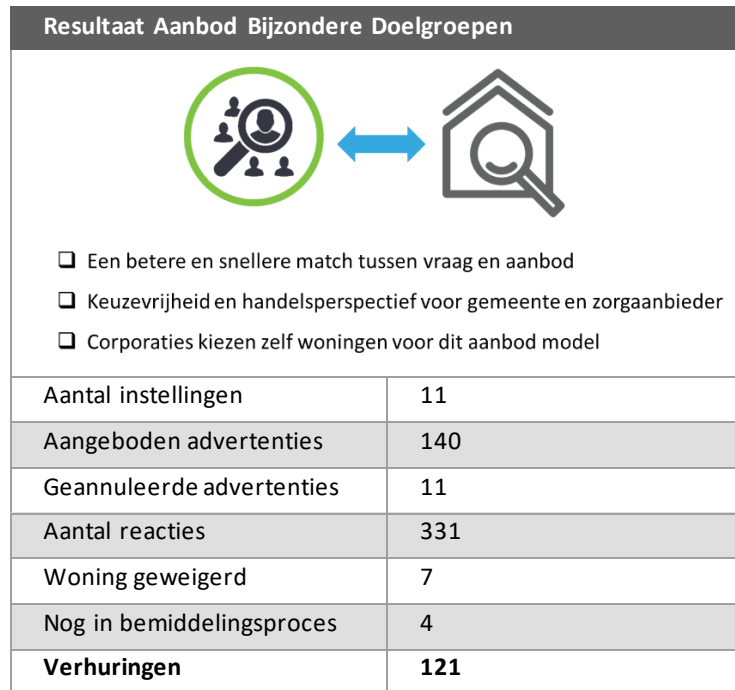 Resultaat Aanbod Bijzondere Doelgroepen
Een betere en snellere match tussen vraag en aanbod
Keuzevrijheid en handelsperspectief voor gemeente en zorgaanbieder
Corporaties kiezen zelf woningen voor dit aanbod model
Aantal instellingen 11
Aangeboden advertenties 140
Geannuleerde advertenties 11
Aantal reacties 331
Woning geweigerd 7
Nog in bemiddelingsproces 4
Verhuringen 121